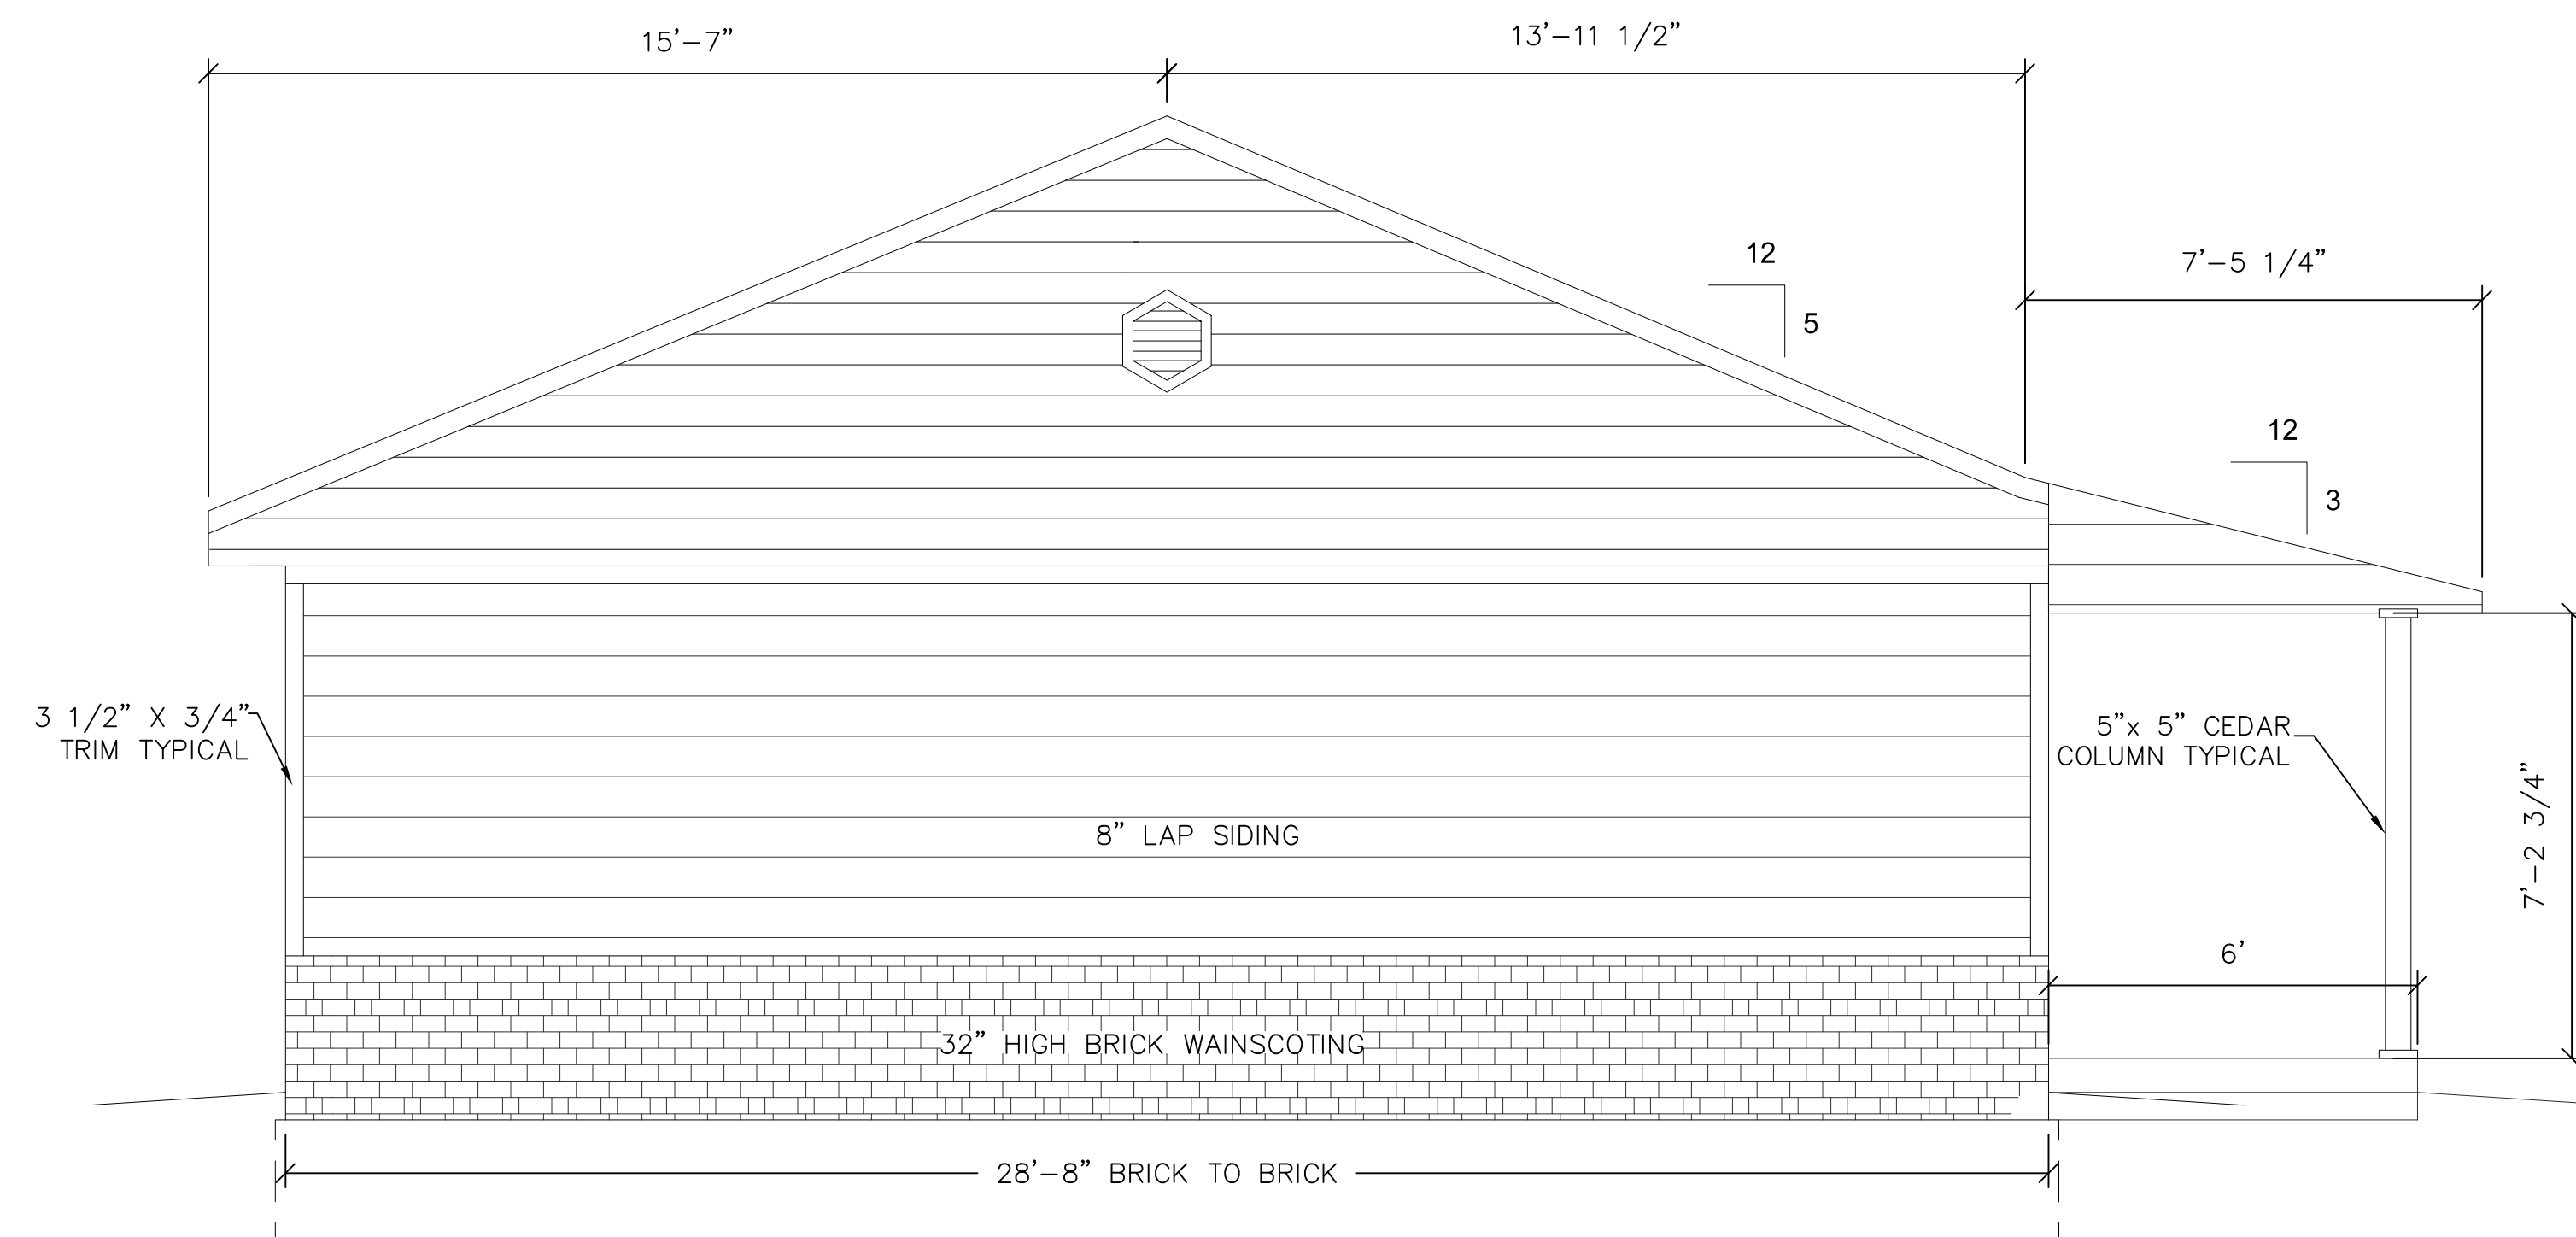 15'-7"
13'-11 1/2"
12
5
7'-5 1/4"
12
3
3 1/2" X 3/4"
TRIM TYPICAL
5"x 5" CEDAR
COLUMN TYPICAL
7'-2 3/4"
8" LAP SIDING
6'
32" HIGH BRICK WAINSCOTING
28'-8" BRICK TO BRICK